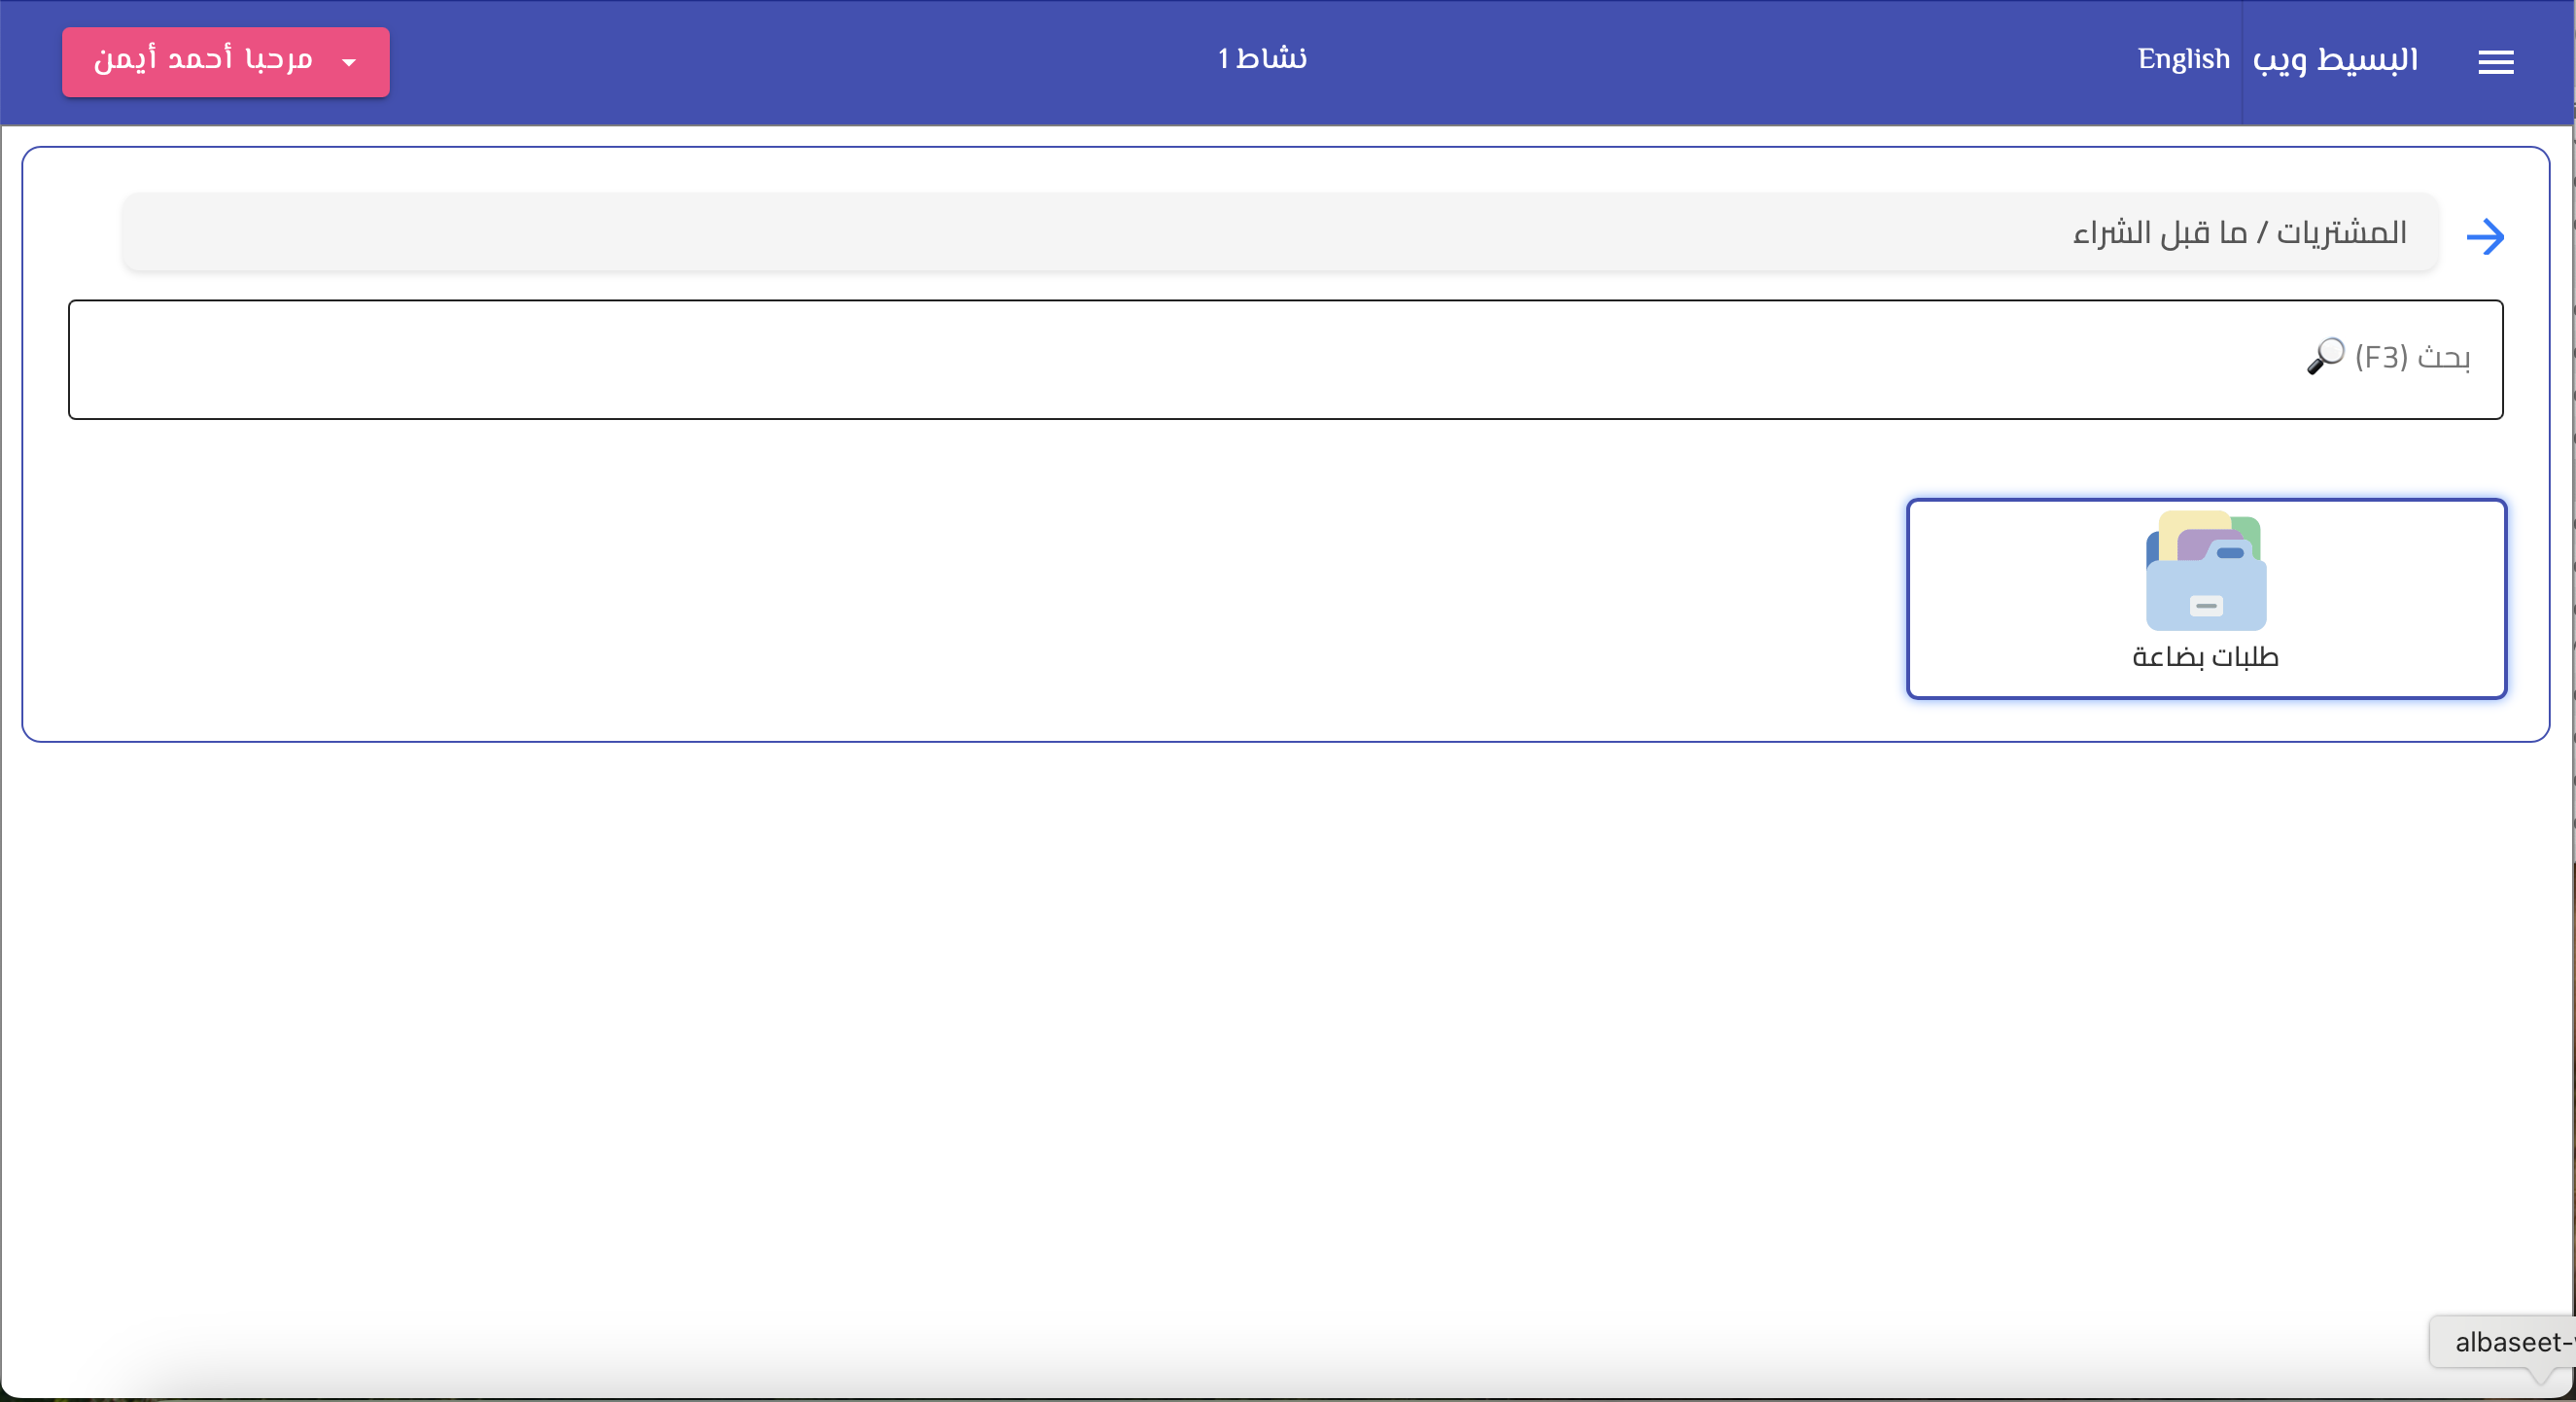 البسيط ويب
English
نشاط 1
مرحبا أحمد أيمن
المشتريات / ما قبل الشراء
بحث (F3)
طلبات بضاعة
albaseet-